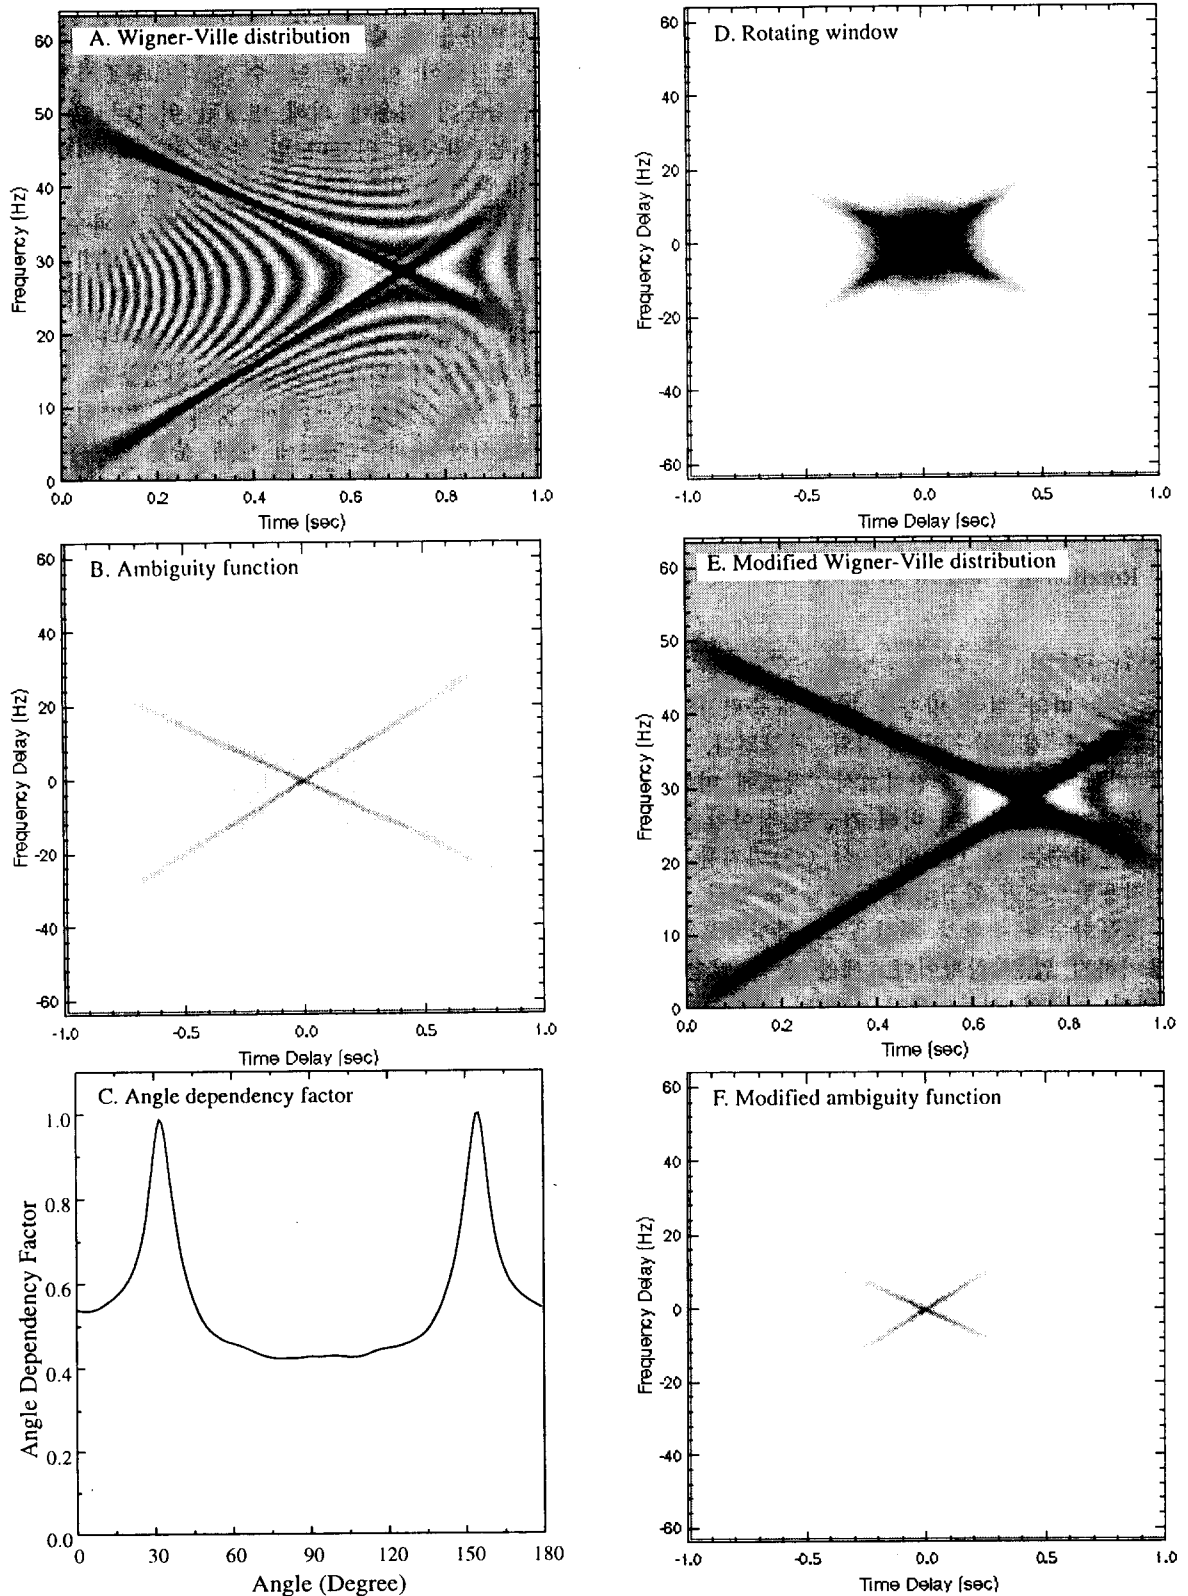 A. Wigner-Ville distribution
Frequency (Hz)
60
50
40
30
20
10
0
0.0 0.2 0.4 0.6 0.8 1.0
Time (sec)
B. Ambiguity function
Frequency Delay (Hz)
60
40
20
0
-20
-40
-60
-1.0 -0.5 0.0 0.5 1.0
Time Delay (sec)
C. Angle dependency factor
Angle Dependency Factor
1.0
0.8
0.6
0.4
0.2
0.0
0 30 60 90 120 150 180
Angle (Degree)
D. Rotating window
Frequency Delay (Hz)
60
40
20
0
-20
-40
-60
-1.0 -0.5 0.0 0.5 1.0
Time Delay (sec)
E. Modified Wigner-Ville distribution
Frequency (Hz)
60
50
40
30
20
10
0
0.0 0.2 0.4 0.6 0.8 1.0
Time (sec)
F. Modified ambiguity function
Frequency Delay (Hz)
60
40
20
0
-20
-40
-60
-1.0 -0.5 0.0 0.5 1.0
Time Delay (sec)